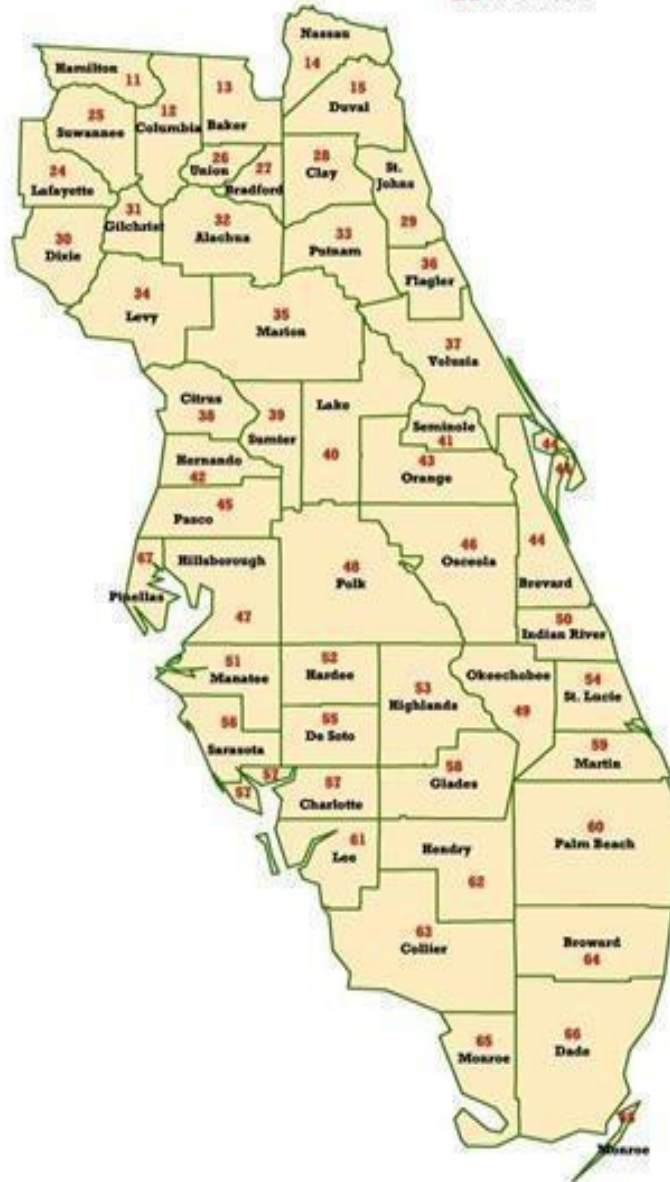 Nassau
14
Hamilton
11
13
Baker
15
Duval
12
Columbia
25
Suwannee
26
Union
27
Bradford
28
Clay
St.
Johns
29
24
Lafayette
31
Gilchrist
32
Alachua
33
Putnam
30
Dixie
36
Flagler
34
Levy
35
Marion
37
Volusia
Citrus
38
39
Sumter
Lake
40
Seminole
41
44
44
Hernando
42
43
Orange
45
Pasco
67
Pinellas
Hillsborough
47
48
Polk
46
Osceola
44
Brevard
50
Indian River
51
Manatee
52
Hardee
53
Highlands
Okeechobee
49
54
St. Lucie
56
Sarasota
55
De Soto
59
Martin
57
57
57
Charlotte
58
Glades
60
Palm Beach
61
Lee
Hendry
62
63
Collier
Broward
64
65
Monroe
66
Dade
65
Monroe